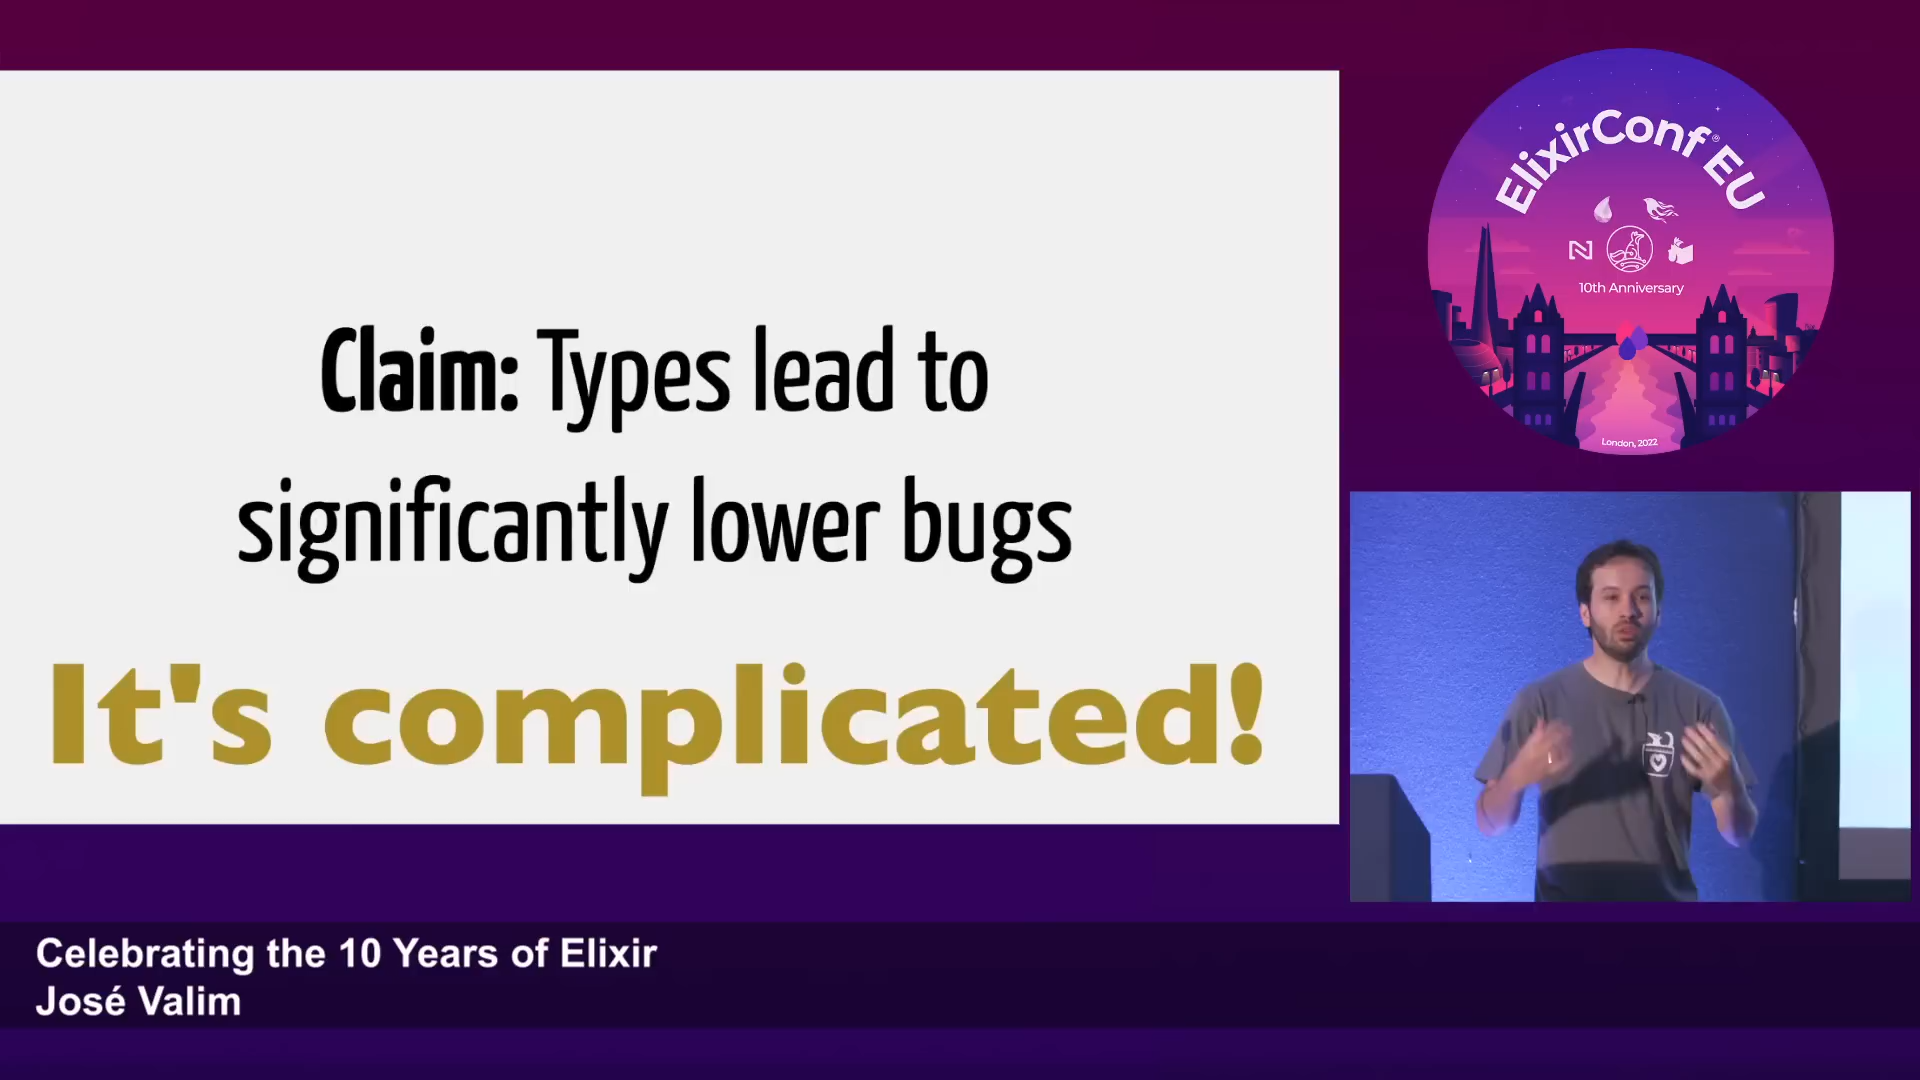 Claim: Types lead to
significantly lower bugs
It's complicated!
ElixirConf® EU
10th Anniversary
London, 2022
Celebrating the 10 Years of Elixir
José Valim